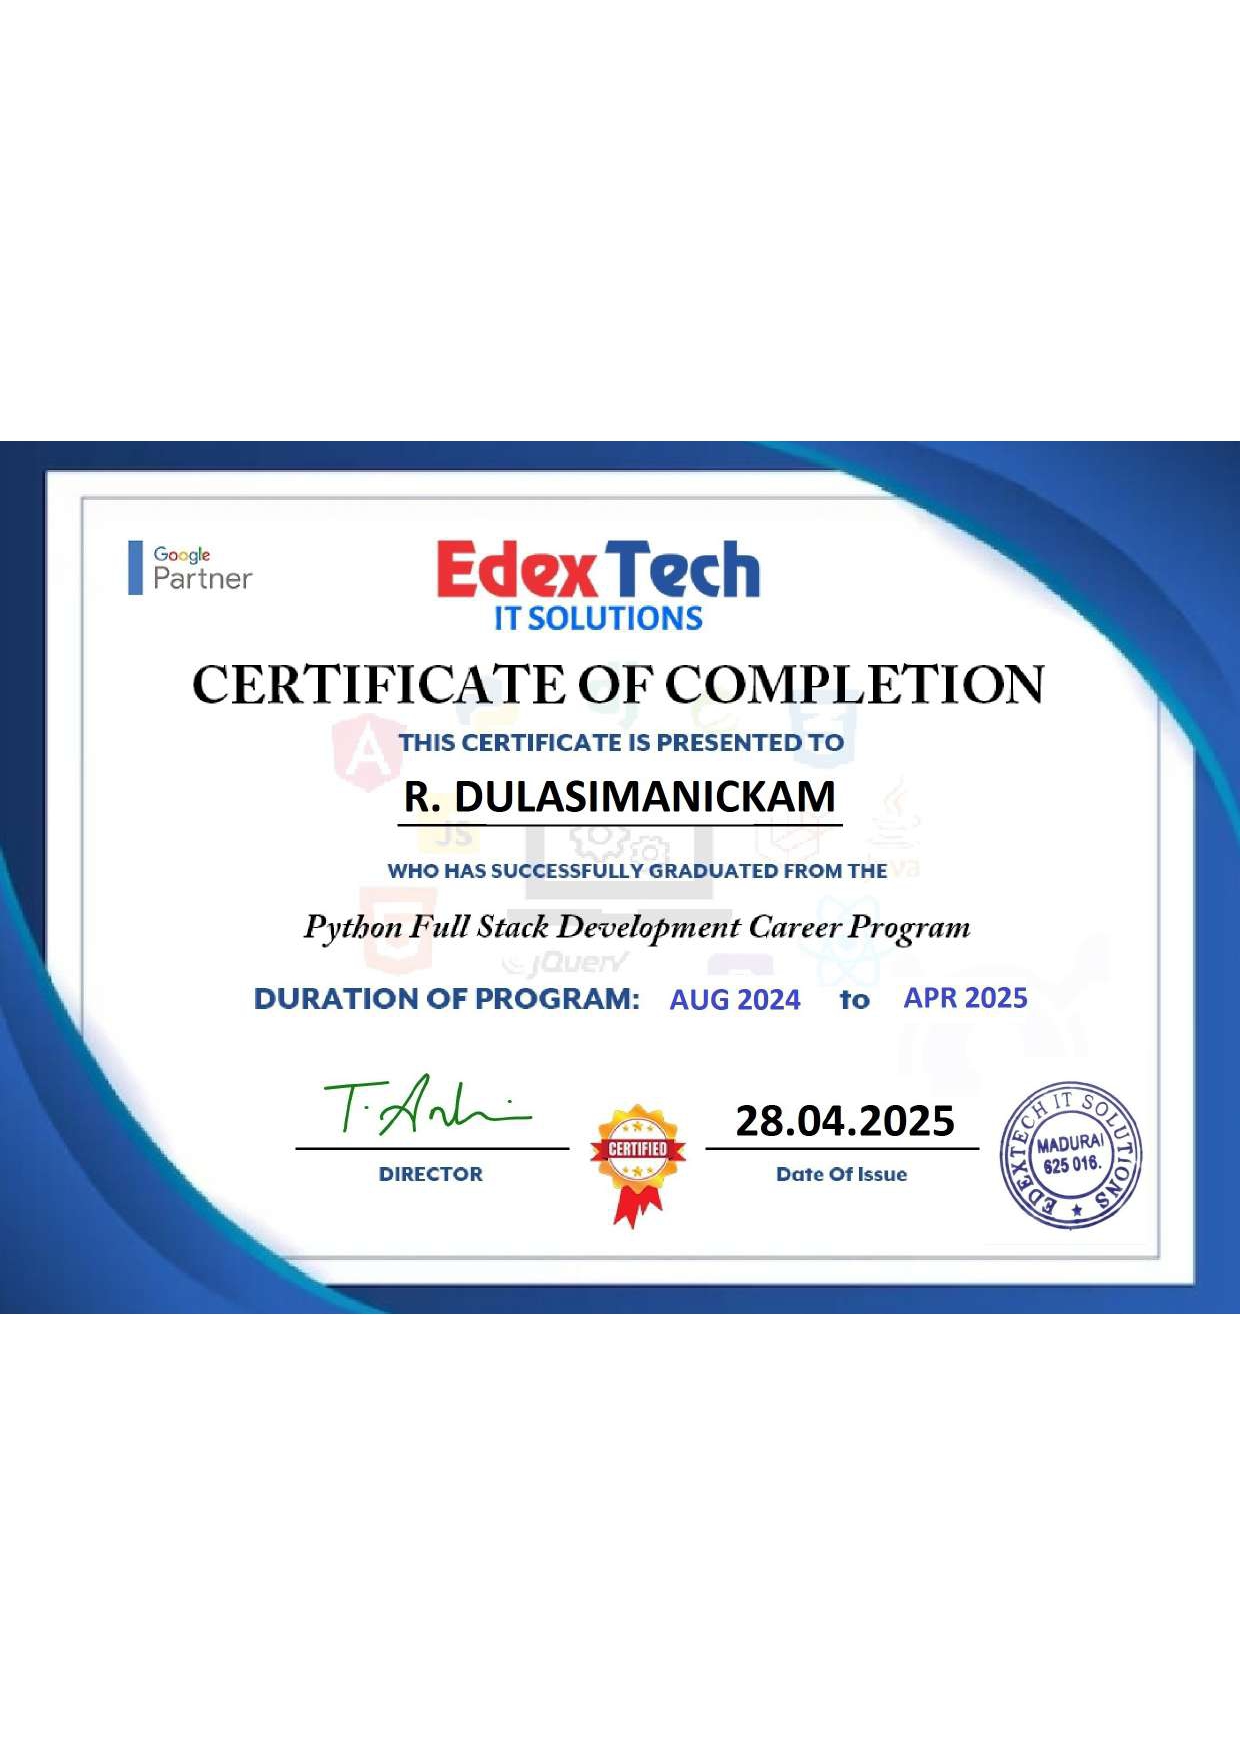 Google
Partner
EdexTech
IT SOLUTIONS
CERTIFICATE OF COMPLETION
THIS CERTIFICATE IS PRESENTED TO
R. DULASIMANICKAM
JS
WHO HAS SUCCESSFULLY GRADUATED FROM THE
Python Full Stack Development Career Program
jQuery
DURATION OF PROGRAM: AUG 2024 to APR 2025
28.04.2025
CERTIFIED
DIRECTOR
Date Of Issue
EDEXTECH IT SOLUTIONS
MADURAI
625 016.